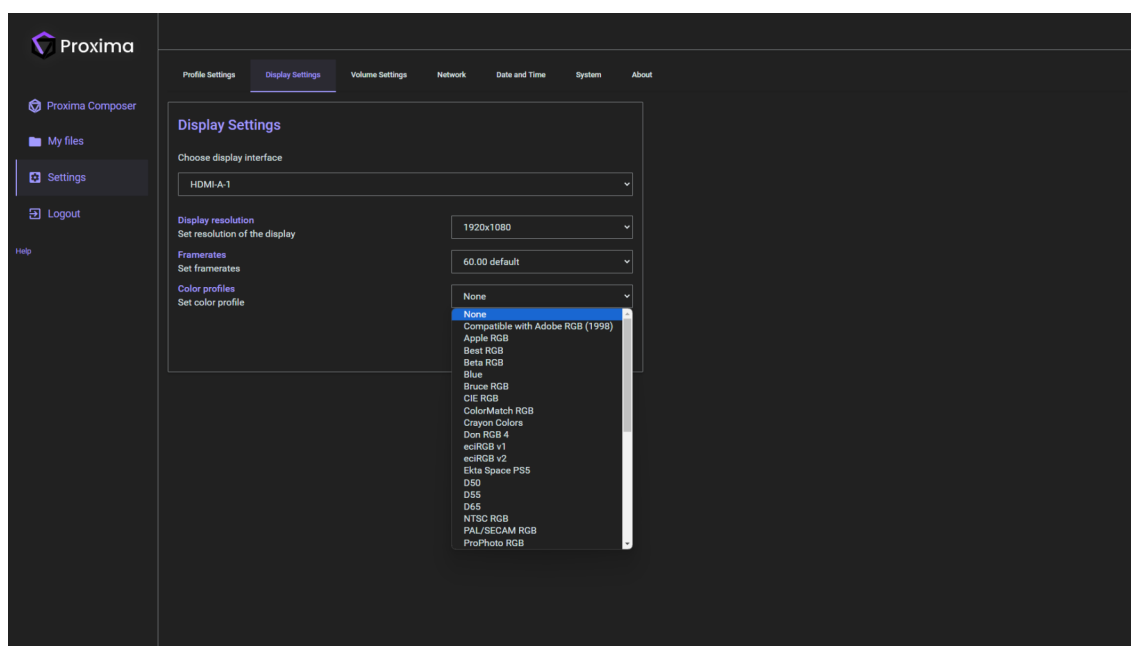 Proxima
Profile Settings Display Settings Volume Settings Network Date and Time System About
Proxima Composer
My files
Settings
Logout
Help
Display Settings
Choose display interface
HDMI-A-1
Display resolution
Set resolution of the display
1920x1080
Framerates
Set framerates
60.00 default
Color profiles
Set color profile
None
None
Compatible with Adobe RGB (1998)
Apple RGB
Best RGB
Beta RGB
Blue
Bruce RGB
CIE RGB
ColorMatch RGB
Crayon Colors
Don RGB 4
eciRGB v1
eciRGB v2
Ekta Space PS5
D50
D55
D65
NTSC RGB
PAL/SECAM RGB
ProPhoto RGB